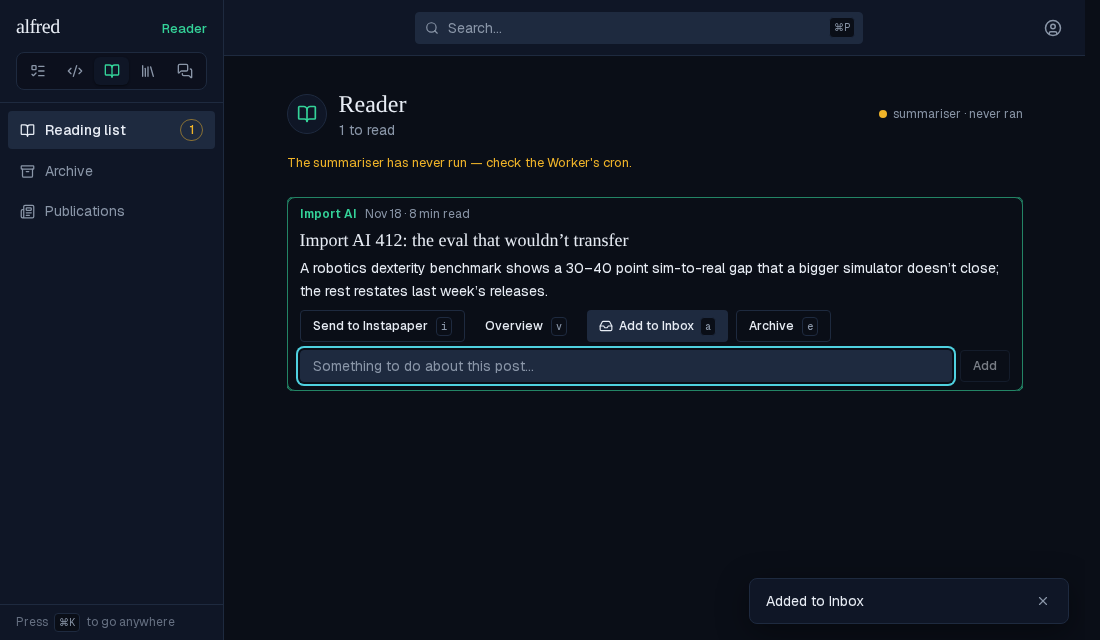 alfred
Reader
Search...
⌘P
Reading list
1
Archive
Publications
Reader
1 to read
summariser · never ran
The summariser has never run — check the Worker's cron.
Import AI Nov 18 · 8 min read
Import AI 412: the eval that wouldn’t transfer
A robotics dexterity benchmark shows a 30–40 point sim-to-real gap that a bigger simulator doesn’t close;
the rest restates last week’s releases.
Send to Instapaper i
Overview v
Add to Inbox a
Archive e
Something to do about this post...
Add
Added to Inbox
Press ⌘K to go anywhere